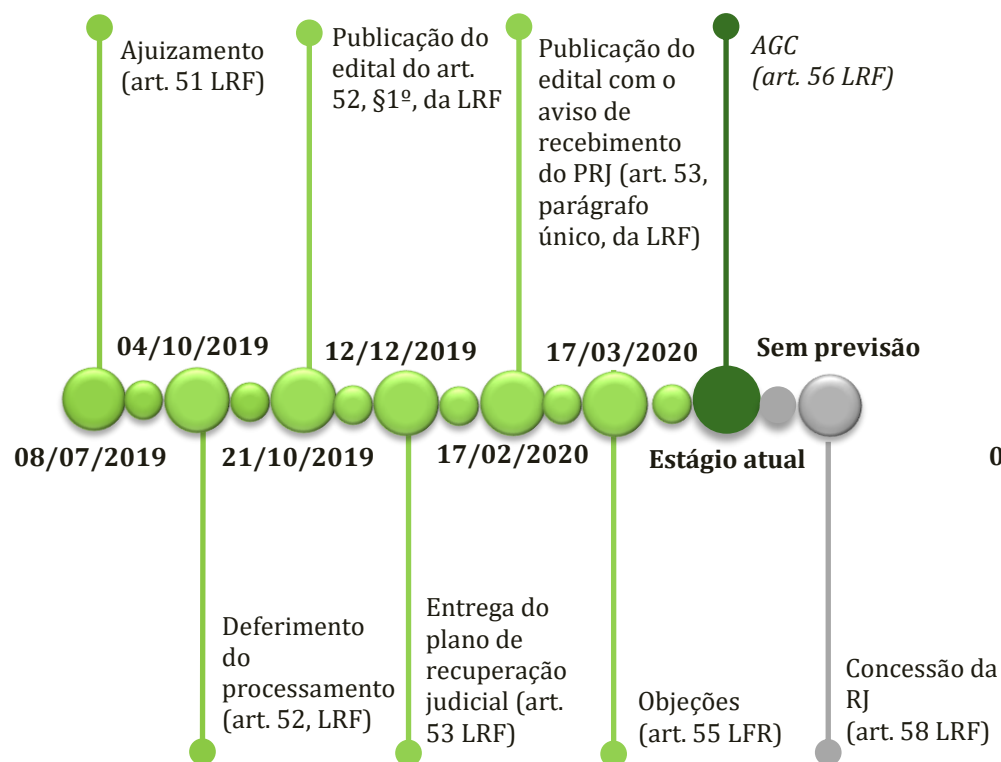 Ajuizamento
(art. 51 LRF)
Publicação do
edital do art.
52, §1º, da LRF
Publicação do
edital com o
aviso de
recebimento
do PRJ (art. 53,
parágrafo
único, da LRF)
AGC
(art. 56 LRF)
04/10/2019
12/12/2019
17/03/2020
Sem previsão
08/07/2019
21/10/2019
17/02/2020
Estágio atual
0
Deferimento
do
processamento
(art. 52, LRF)
Entrega do
plano de
recuperação
judicial (art.
53 LRF)
Objeções
(art. 55 LFR)
Concessão da
RJ
(art. 58 LRF)